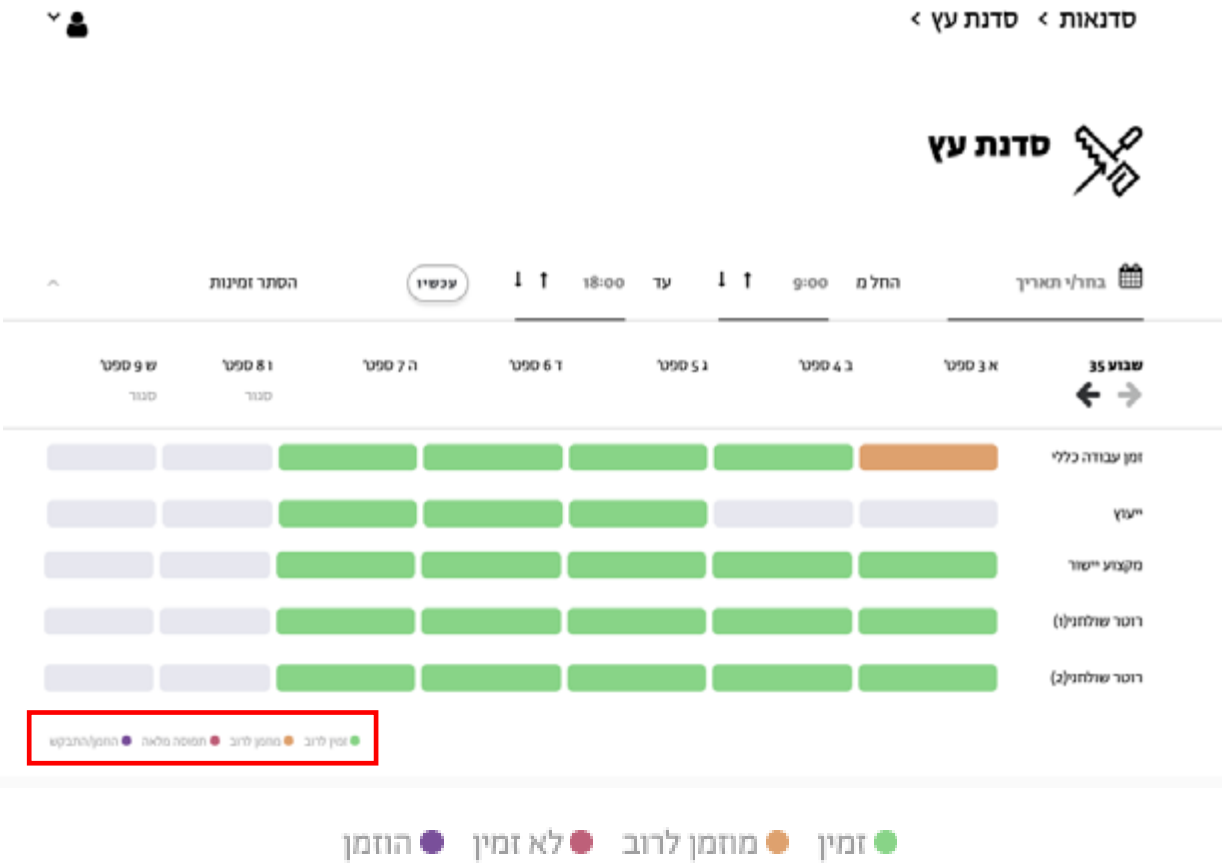 סדנאות > סדנת עץ >
סדנת עץ
בחר/י תאריך החל מ 9:00 עד 18:00 עכשיו הסתר זמינות
שבוע 35 א 3 ספט' ב 4 ספט' ג 5 ספט' ד 6 ספט' ה 7 ספט' ו 8 ספט' ש 9 ספט'
סגור סגור
זמן עבודה כללי
ייעוץ
מקצוע יישור
רוטר שולחני(1)
רוטר שולחני(2)
זמין לרוב מוזמן לרוב תפוסה מלאה הוזמן/התבקש
זמין מוזמן לרוב לא זמין הוזמן